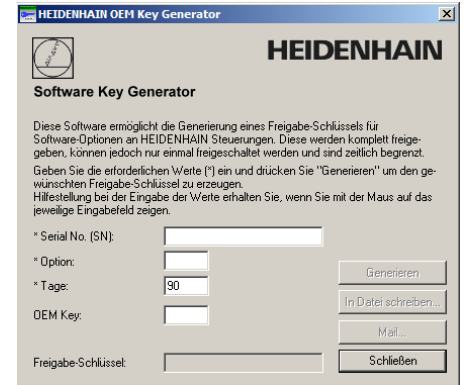 HEIDENHAIN OEM Key Generator
HEIDENHAIN
Software Key Generator
Diese Software ermöglicht die Generierung eines Freigabe-Schlüssels für
Software-Optionen an HEIDENHAIN Steuerungen. Diese werden komplett freige-
geben, können jedoch nur einmal freigeschaltet werden und sind zeitlich begrenzt.
Geben Sie die erforderlichen Werte (*) ein und drücken Sie "Generieren" um den ge-
wünschten Freigabe-Schlüssel zu erzeugen.
Hilfestellung bei der Eingabe der Werte erhalten Sie, wenn Sie mit der Maus auf das
jeweilige Eingabefeld zeigen.
* Serial No. (SN):
* Option:
Generieren
* Tage: 90
In Datei schreiben...
OEM Key:
Mail...
Freigabe-Schlüssel:
Schließen